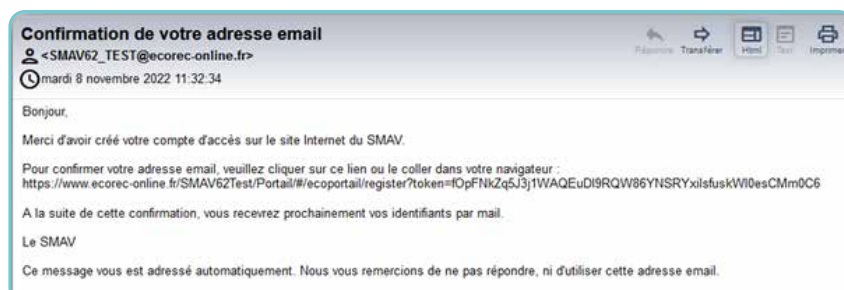 Confirmation de votre adresse email
<SMAV62_TEST@ecorec-online.fr>
mardi 8 novembre 2022 11:32:34
Répondre Transférer Html Text Imprimer
Bonjour,
Merci d'avoir créé votre compte d'accès sur le site Internet du SMAV.
Pour confirmer votre adresse email, veuillez cliquer sur ce lien ou le coller dans votre navigateur :
https://www.ecorec-online.fr/SMAV62Test/Portail/#/ecoportail/register?token=fOpFNkZq5J3j1WAQEuDI9RQW86YNSRYxilsfuskWI0esCMm0C6
A la suite de cette confirmation, vous recevrez prochainement vos identifiants par mail.
Le SMAV
Ce message vous est adressé automatiquement. Nous vous remercions de ne pas répondre, ni d'utiliser cette adresse email.